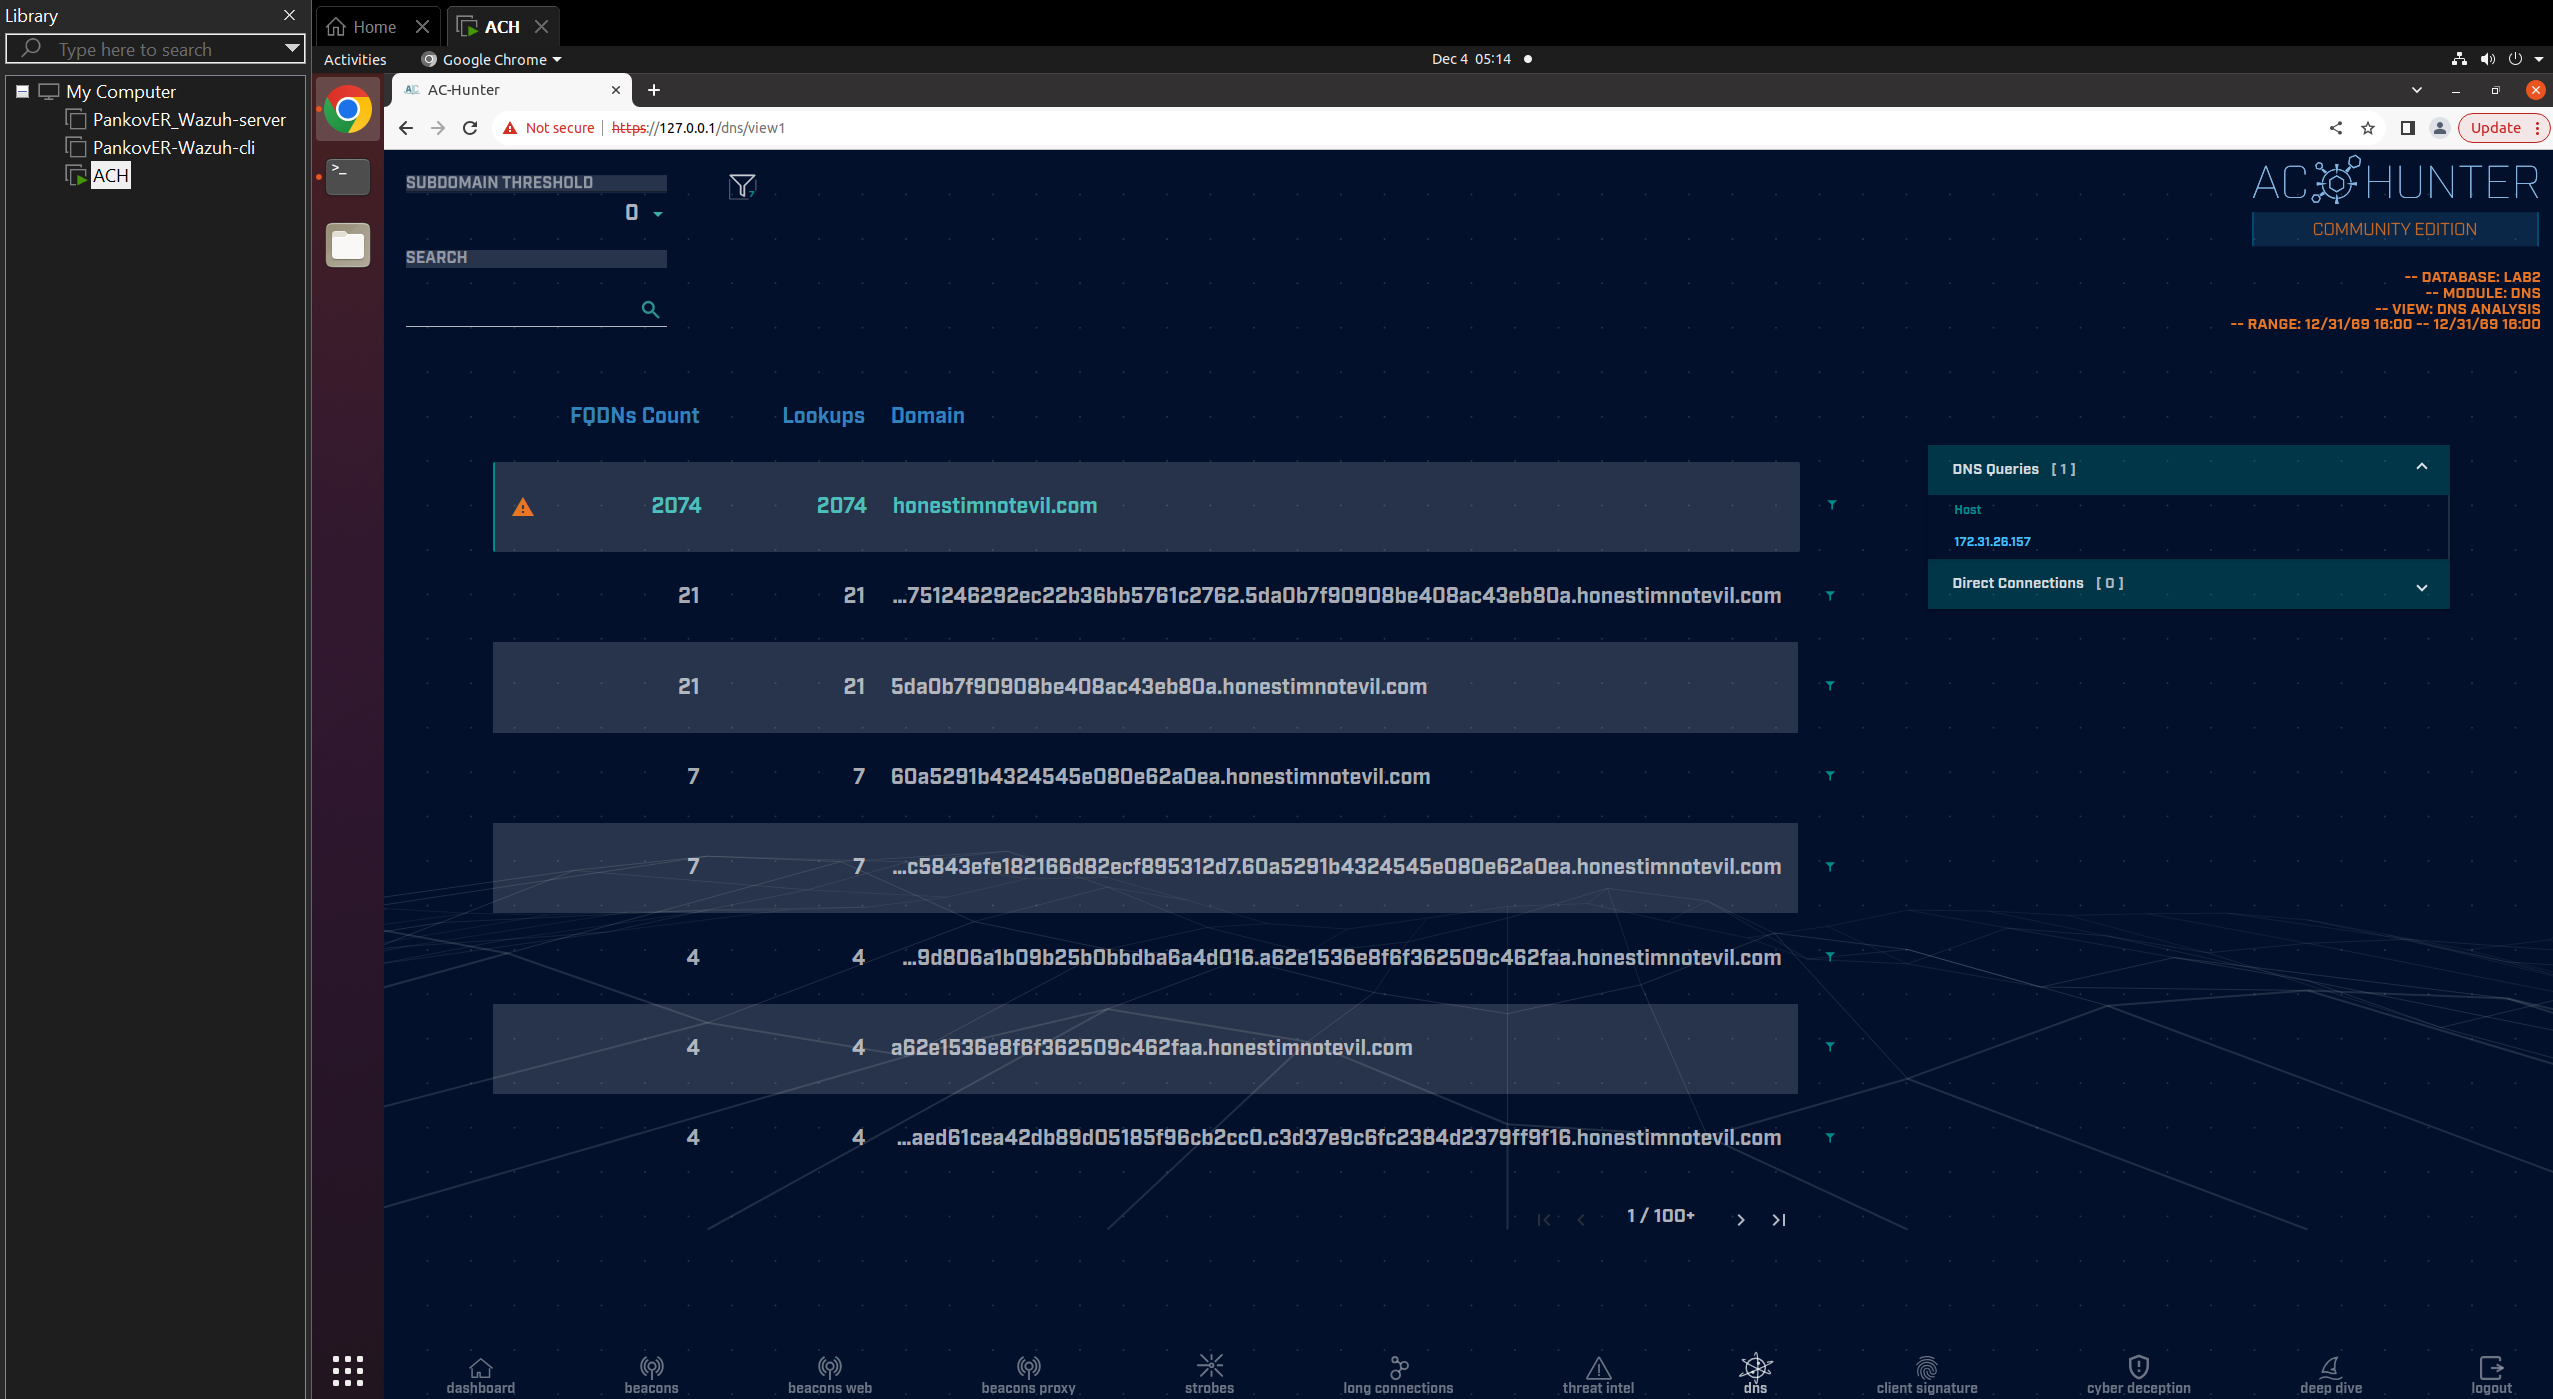 Library
Type here to search
My Computer
PankovER_Wazuh-server
PankovER-Wazuh-cli
ACH
Home
ACH
Activities
Google Chrome
Dec 4 05:14
AC-Hunter
Not secure
https://127.0.0.1/dns/view1
Update
SUBDOMAIN THRESHOLD
0
7
SEARCH
AC HUNTER
COMMUNITY EDITION
-- DATABASE: LAB2
-- MODULE: DNS
-- VIEW: DNS ANALYSIS
-- RANGE: 12/31/69 16:00 -- 12/31/69 16:00
FQDNs Count Lookups Domain
2074 2074 honestimnotevil.com
21 21 ...751246292ec22b36bb5761c2762.5da0b7f90908be408ac43eb80a.honestimnotevil.com
21 21 5da0b7f90908be408ac43eb80a.honestimnotevil.com
7 7 60a5291b4324545e080e62a0ea.honestimnotevil.com
7 7 ...c5843efe182166d82ecf895312d7.60a5291b4324545e080e62a0ea.honestimnotevil.com
4 4 ...9d806a1b09b25b0bbdba6a4d016.a62e1536e8f6f362509c462faa.honestimnotevil.com
4 4 a62e1536e8f6f362509c462faa.honestimnotevil.com
4 4 ...aed61cea42db89d05185f96cb2cc0.c3d37e9c6fc2384d2379ff9f16.honestimnotevil.com
1 / 100+
DNS Queries [ 1 ]
Host
172.31.26.157
Direct Connections [ 0 ]
dashboard
beacons
beacons web
beacons proxy
strobes
long connections
threat intel
dns
client signature
cyber deception
deep dive
logout